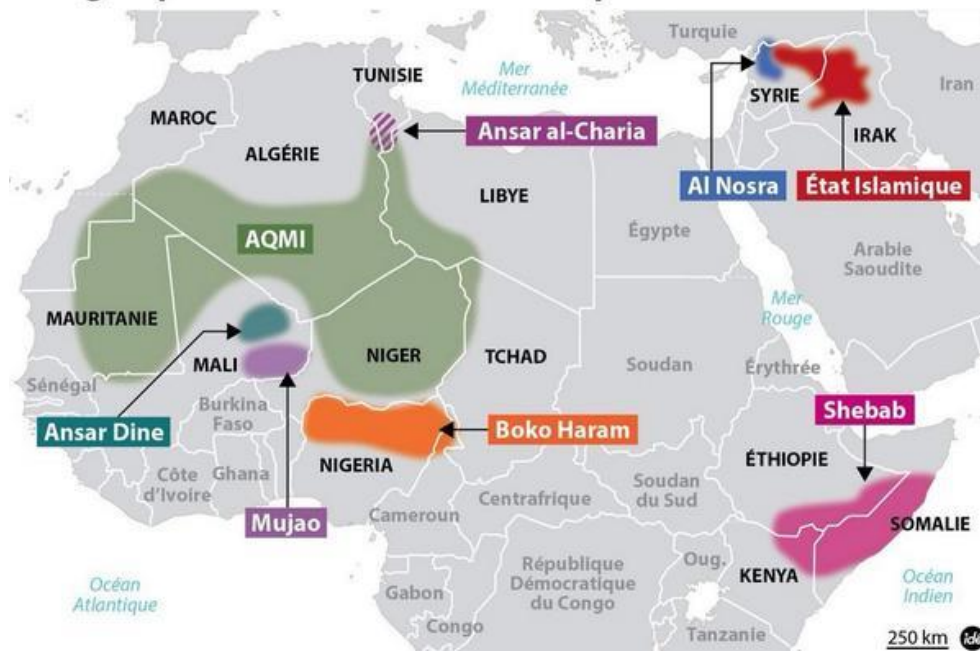 Turquie
TUNISIE
Mer
Méditerranée
SYRIE
Iran
MAROC
Ansar al-Charia
IRAK
ALGÉRIE
LIBYE
Al Nosra
État Islamique
AQMI
Égypte
Arabie
Saoudite
Mer
Rouge
MAURITANIE
MALI
NIGER
TCHAD
Soudan
Érythrée
Sénégal
Burkina
Faso
Shebab
Ansar Dine
Boko Haram
NIGERIA
ÉTHIOPIE
Côte
d'Ivoire
Ghana
Centrafrique
Soudan
du Sud
Mujao
Cameroun
SOMALIE
République
Démocratique
du Congo
Oug.
KENYA
Océan
Atlantique
Gabon
Océan
Indien
Congo
Tanzanie
250 km